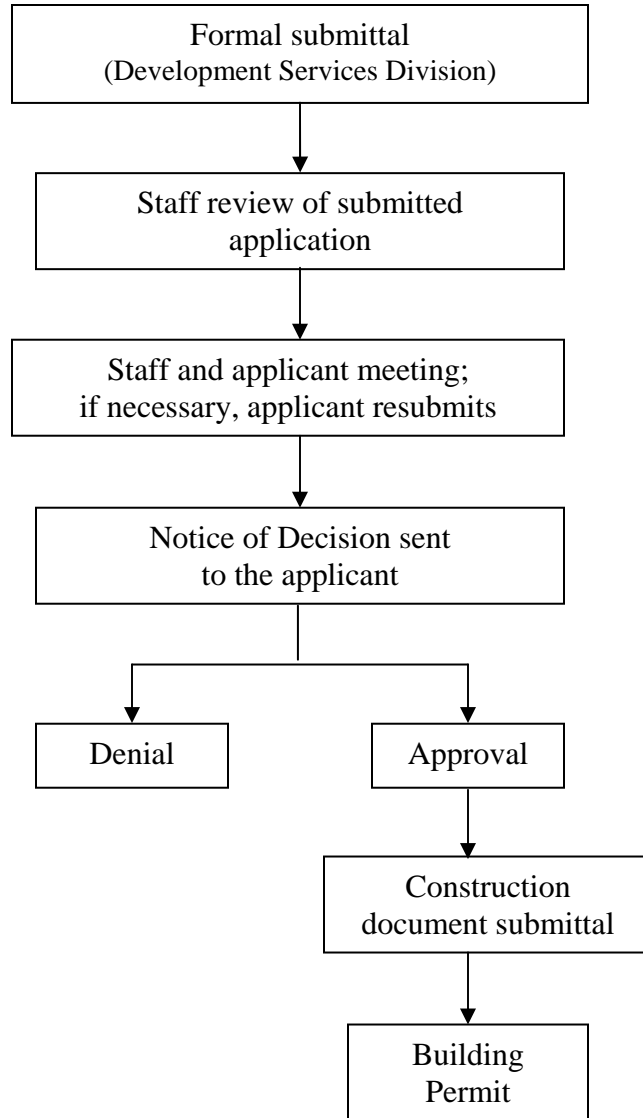 Formal submittal
(Development Services Division)
Staff review of submitted
application
Staff and applicant meeting;
if necessary, applicant resubmits
Notice of Decision sent
to the applicant
Denial
Approval
Construction
document submittal
Building
Permit